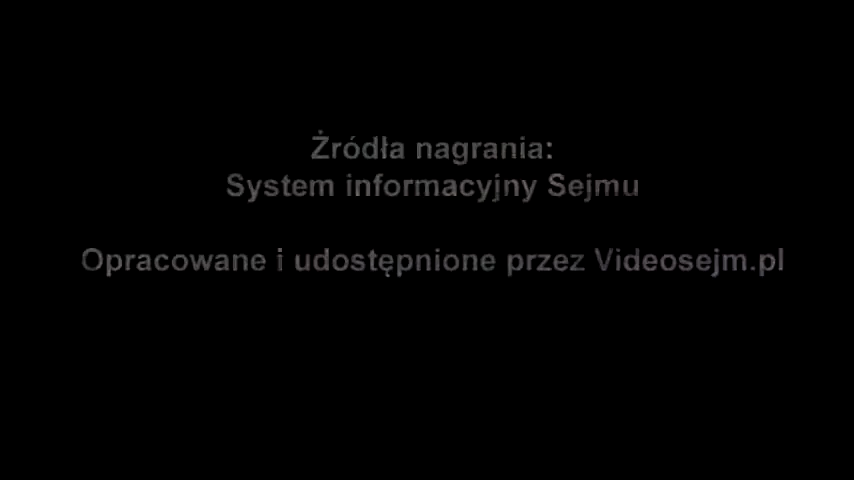 Żródła nagrania:
System informacyjny Sejmu
Opracowane i udostępnione przez Videosejm.pl